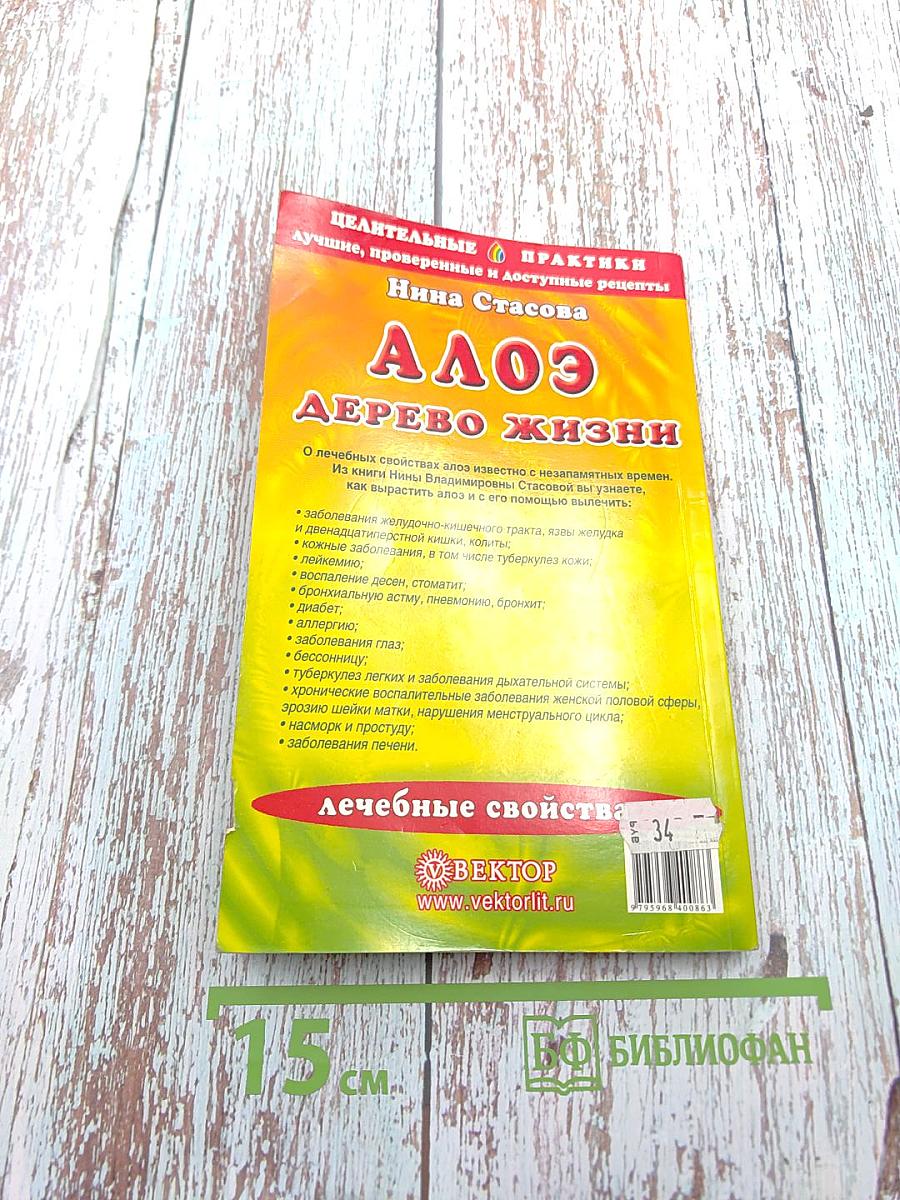 ЦЕЛИТЕЛЬНЫЕ ПРАКТИКИ
лучшие, проверенные и доступные рецепты
Нина Стасова
АЛОЭ
ДЕРЕВО ЖИЗНИ
О лечебных свойствах алоэ известно с незапамятных времен.
Из книги Нины Владимировны Стасовой вы узнаете,
как вырастить алоэ и с его помощью вылечить:
• заболевания желудочно-кишечного тракта, язвы желудка
и двенадцатиперстной кишки, колиты;
• кожные заболевания, в том числе туберкулез кожи;
• лейкемию;
• воспаление десен, стоматит;
• бронхиальную астму, пневмонию, бронхит;
• диабет;
• аллергию;
• заболевания глаз;
• бессонницу;
• туберкулез легких и заболевания дыхательной системы;
• хронические воспалительные заболевания женской половой сферы,
эрозию шейки матки, нарушения менструального цикла;
• насморк и простуду;
• заболевания печени.
лечебные свойства
34
V ВЕКТОР
www.vektorlit.ru
9 795968 400863
15 см
БФ БИБЛИОФАН